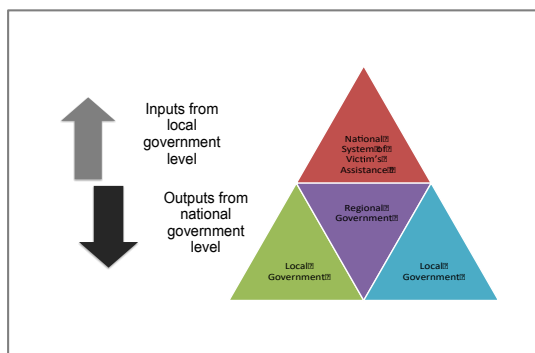 Inputs from
local
government
level
Outputs from
national
government
level
National
System of
Victim's
Assistance
Regional
Government
Local
Government
Local
Government